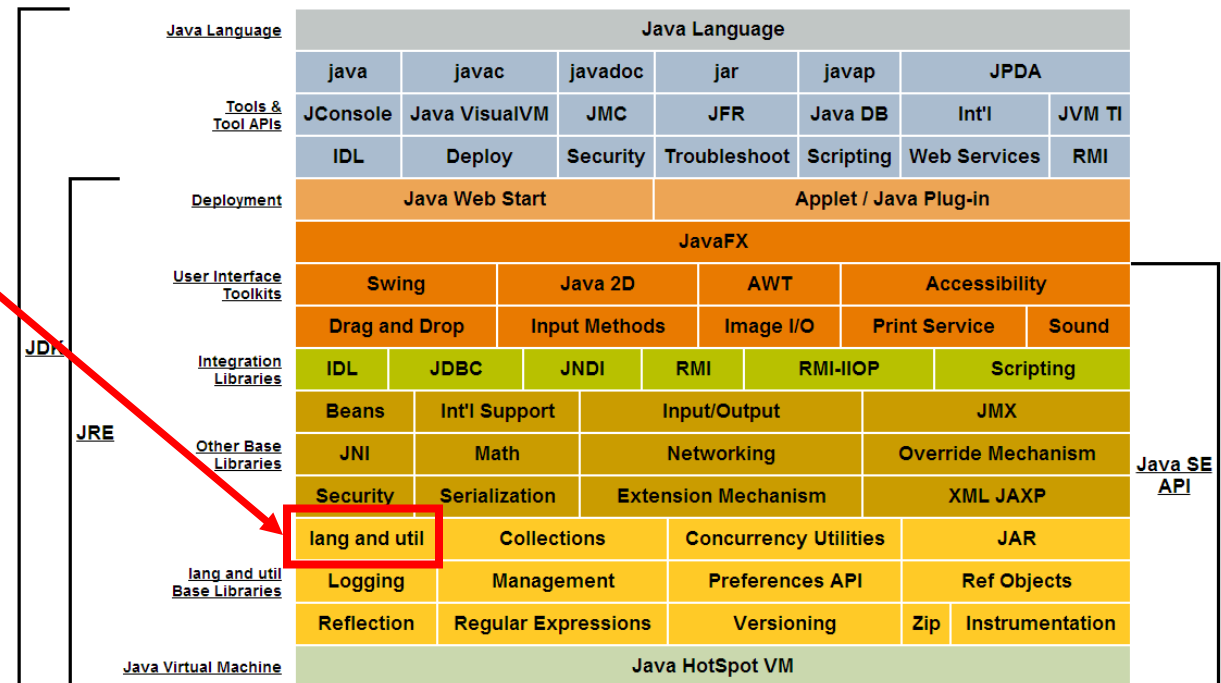 Java Language Java Language
java javac javadoc jar javap JPDA
Tools &
Tool APIs
JConsole Java VisualVM JMC JFR Java DB Int'l JVM TI
IDL Deploy Security Troubleshoot Scripting Web Services RMI
Deployment Java Web Start Applet / Java Plug-in
JavaFX
User Interface
Toolkits
Swing Java 2D AWT Accessibility
Drag and Drop Input Methods Image I/O Print Service Sound
JDK
Integration
Libraries
IDL JDBC JNDI RMI RMI-IIOP Scripting
Beans Int'l Support Input/Output JMX
JRE
Other Base
Libraries
JNI Math Networking Override Mechanism
Java SE
API
Security Serialization Extension Mechanism XML JAXP
lang and util Collections Concurrency Utilities JAR
lang and util
Base Libraries
Logging Management Preferences API Ref Objects
Reflection Regular Expressions Versioning Zip Instrumentation
Java Virtual Machine Java HotSpot VM